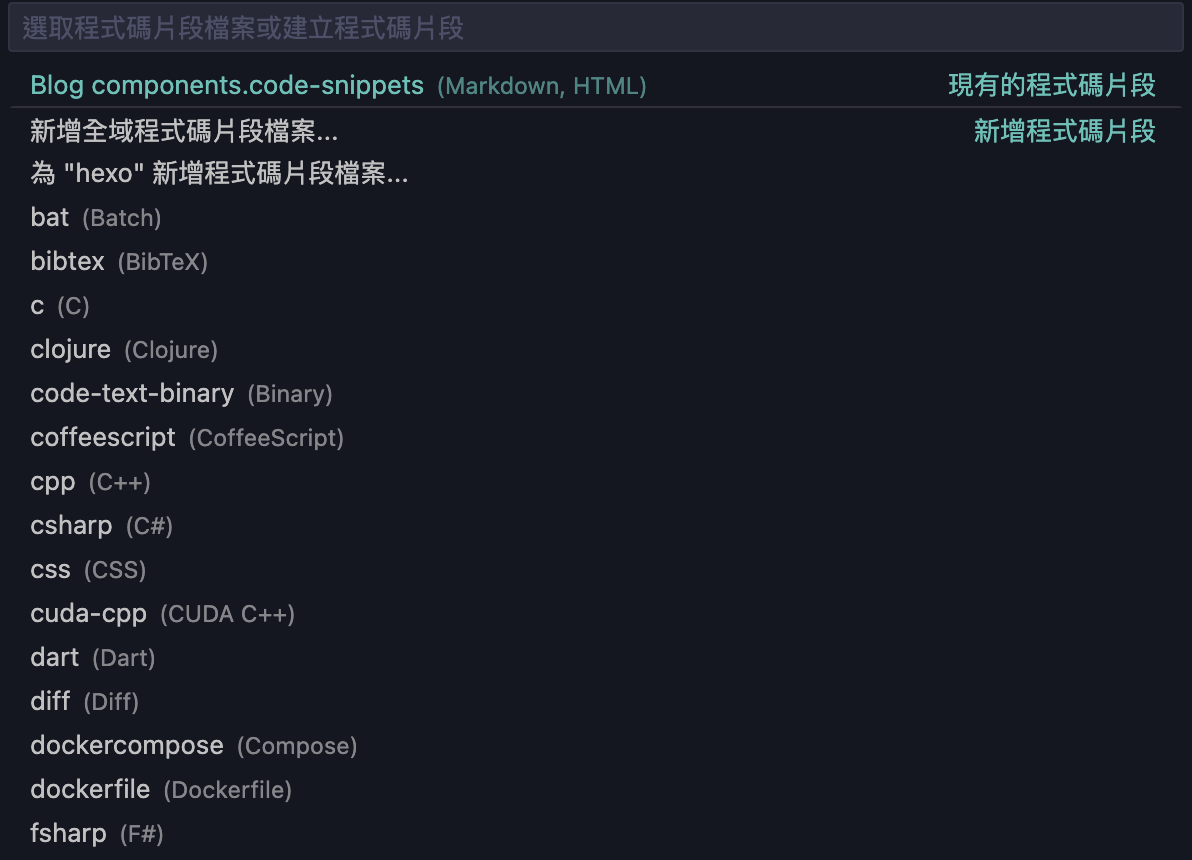 選取程式碼片段檔案或建立程式碼片段
Blog components.code-snippets (Markdown, HTML) 現有的程式碼片段
新增全域程式碼片段檔案... 新增程式碼片段
為 "hexo" 新增程式碼片段檔案...
bat (Batch)
bibtex (BibTeX)
c (C)
clojure (Clojure)
code-text-binary (Binary)
coffeescript (CoffeeScript)
cpp (C++)
csharp (C#)
css (CSS)
cuda-cpp (CUDA C++)
dart (Dart)
diff (Diff)
dockercompose (Compose)
dockerfile (Dockerfile)
fsharp (F#)